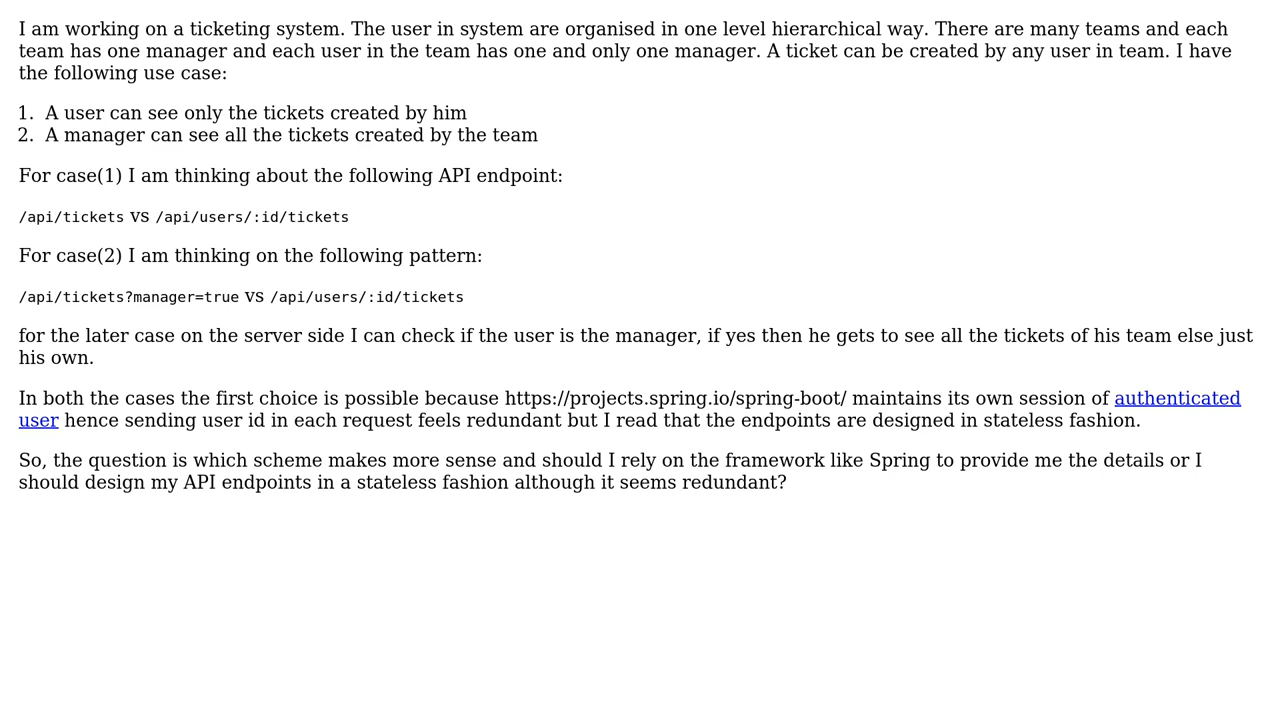 I am working on a ticketing system. The user in system are organised in one level hierarchical way. There are many teams and each
team has one manager and each user in the team has one and only one manager. A ticket can be created by any user in team. I have
the following use case:
1. A user can see only the tickets created by him
2. A manager can see all the tickets created by the team
For case(1) I am thinking about the following API endpoint:
/api/tickets VS /api/users/:id/tickets
For case(2) I am thinking on the following pattern:
/api/tickets?manager=true VS /api/users/:id/tickets
for the later case on the server side I can check if the user is the manager, if yes then he gets to see all the tickets of his team else just
his own.
In both the cases the first choice is possible because https://projects.spring.io/spring-boot/ maintains its own session of authenticated
user hence sending user id in each request feels redundant but I read that the endpoints are designed in stateless fashion.
So, the question is which scheme makes more sense and should I rely on the framework like Spring to provide me the details or I
should design my API endpoints in a stateless fashion although it seems redundant?